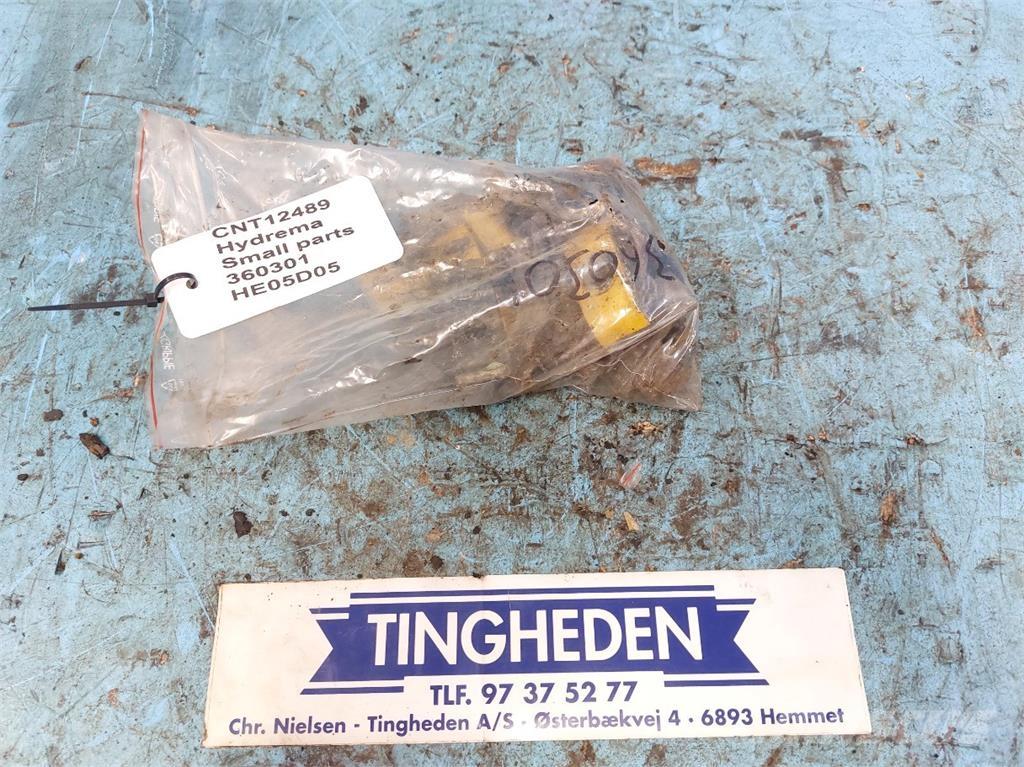 CNT12489
Hydrema
Small parts
360301
HE05D05
TINGHEDEN
TLF. 97 37 52 77
Chr. Nielsen - Tingheden A/S - Østerbækvej 4 - 6893 Hemmet